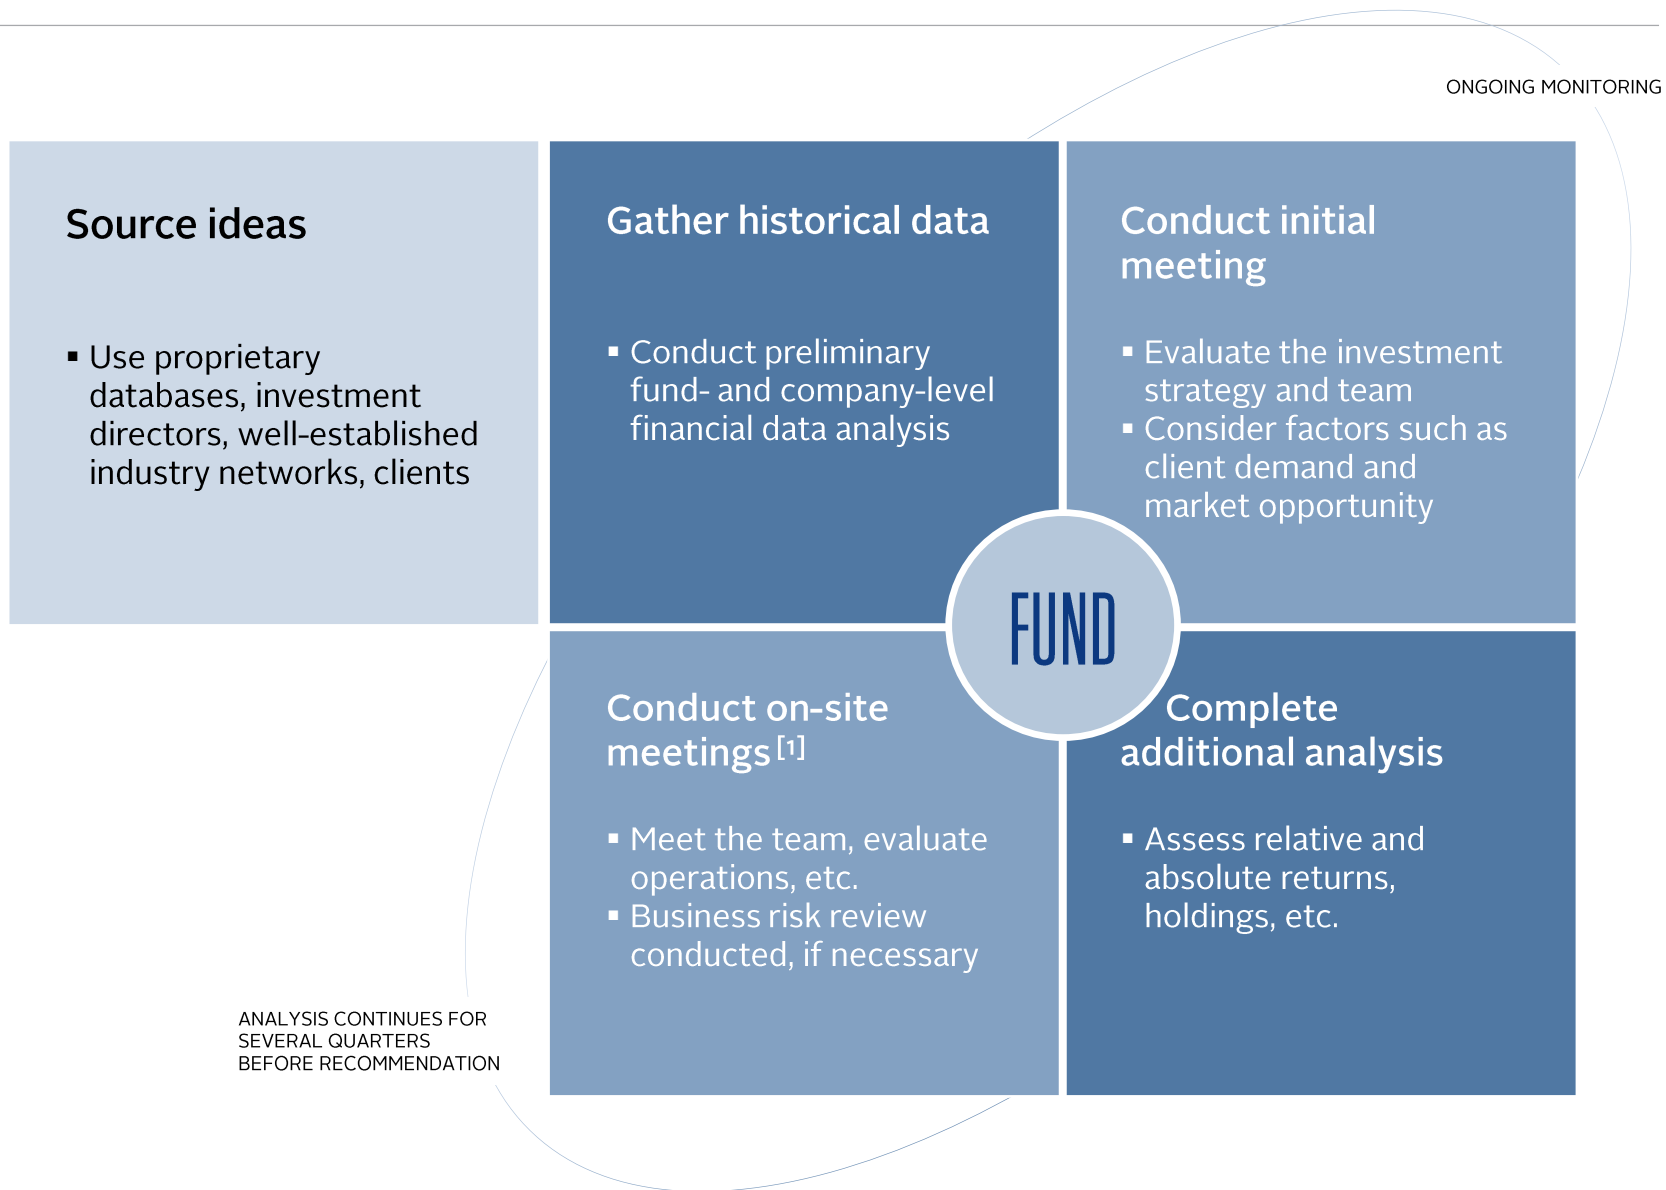 ONGOING MONITORING
Source ideas
▪ Use proprietary
databases, investment
directors, well-established
industry networks, clients
Gather historical data
▪ Conduct preliminary
fund- and company-level
financial data analysis
Conduct initial
meeting
▪ Evaluate the investment
strategy and team
▪ Consider factors such as
client demand and
market opportunity
FUND
Conduct on-site
meetings [1]
▪ Meet the team, evaluate
operations, etc.
▪ Business risk review
conducted, if necessary
Complete
additional analysis
▪ Assess relative and
absolute returns,
holdings, etc.
ANALYSIS CONTINUES FOR
SEVERAL QUARTERS
BEFORE RECOMMENDATION